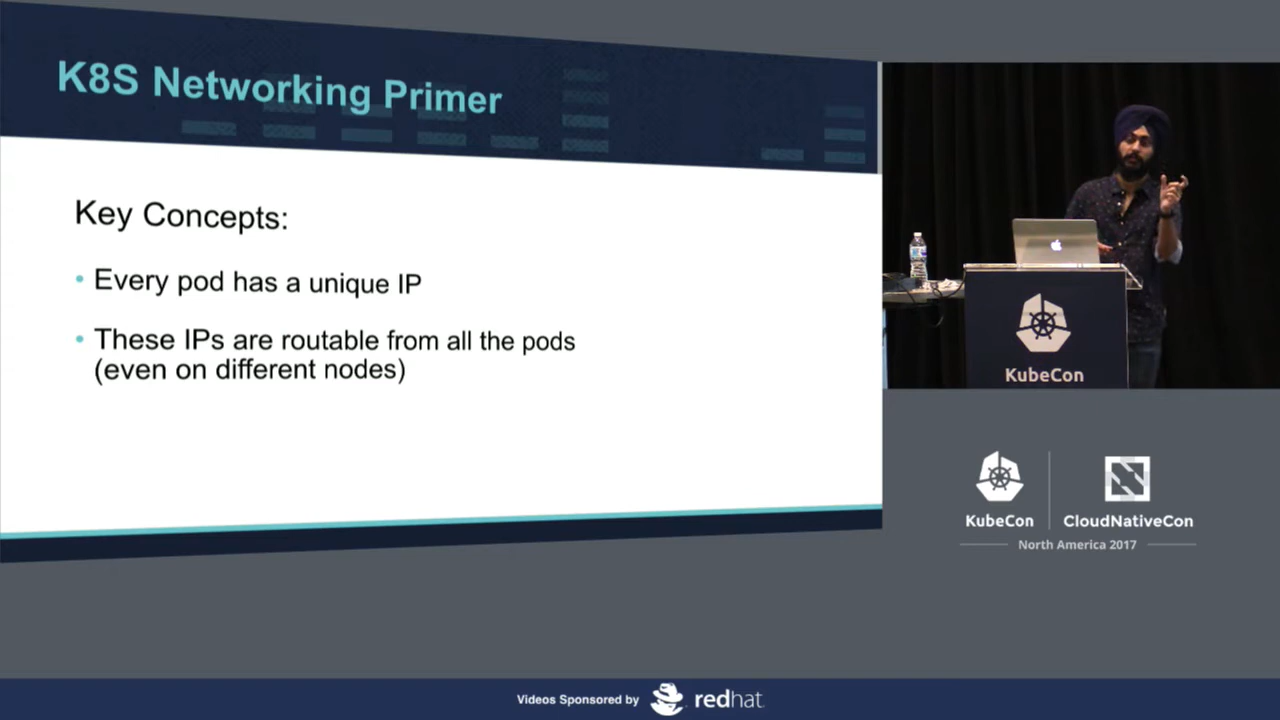 K8S Networking Primer
Key Concepts:
• Every pod has a unique IP
• These IPs are routable from all the pods
(even on different nodes)
KubeCon
KubeCon
CloudNativeCon
North America 2017
Videos Sponsored by
redhat